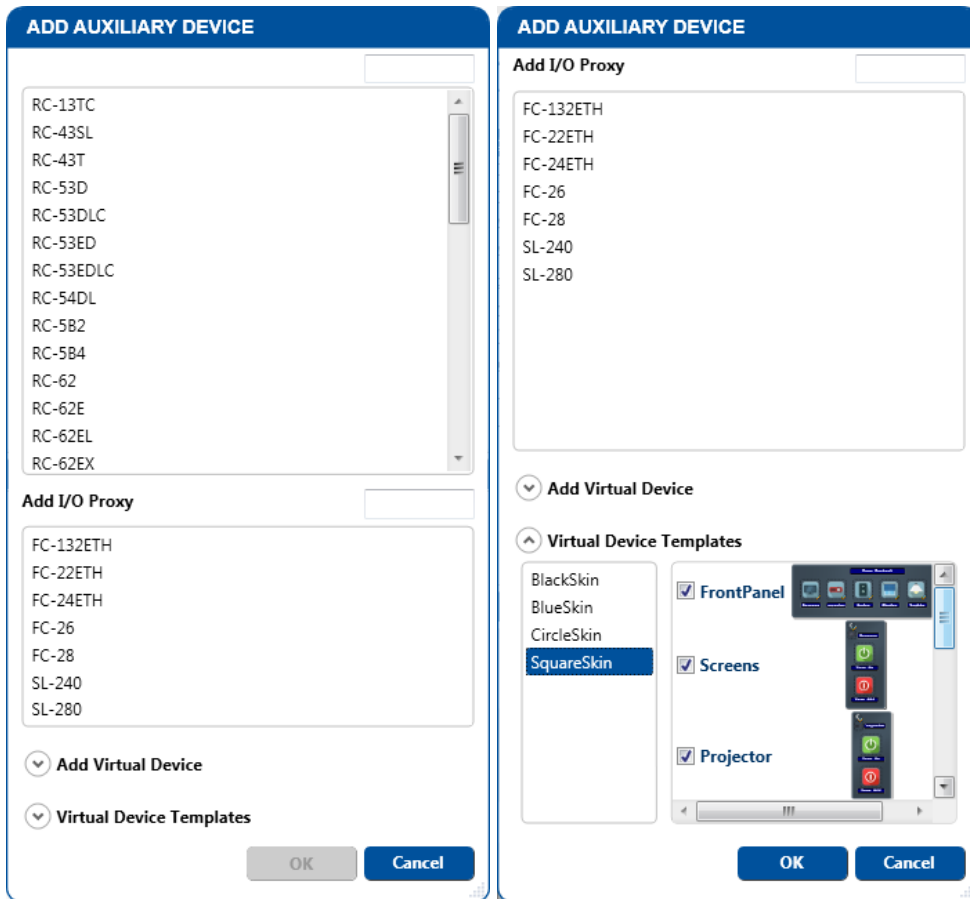 ADD AUXILIARY DEVICE
RC-13TC
RC-43SL
RC-43T
RC-53D
RC-53DLC
RC-53ED
RC-53EDLC
RC-54DL
RC-5B2
RC-5B4
RC-62
RC-62E
RC-62EL
RC-62EX
Add I/O Proxy
FC-132ETH
FC-22ETH
FC-24ETH
FC-26
FC-28
SL-240
SL-280
Add Virtual Device
Virtual Device Templates
OK
Cancel
ADD AUXILIARY DEVICE
Add I/O Proxy
FC-132ETH
FC-22ETH
FC-24ETH
FC-26
FC-28
SL-240
SL-280
Add Virtual Device
Virtual Device Templates
BlackSkin
BlueSkin
CircleSkin
SquareSkin
FrontPanel
Screens
Projector
OK
Cancel